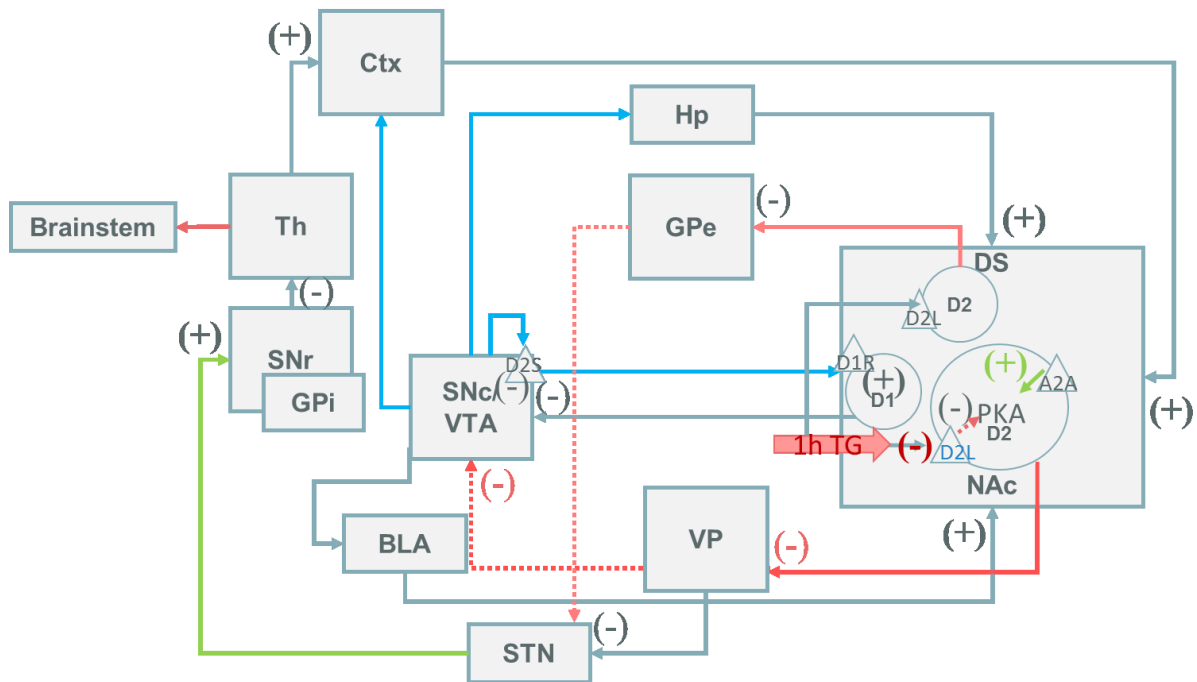 (+)
Ctx
Hp
Th
Brainstem
GPe
(-)
(+)
DS
D2
D2L
(-)
(+)
SNr
GPi
SNc/
VTA
D2S
(-)
(-)
D1R
(+)
D1
(+)
A2A
(-)
PKA
D2
D2L
1h TG
(-)
NAc
(+)
(-)
BLA
VP
(-)
(+)
STN
(-)